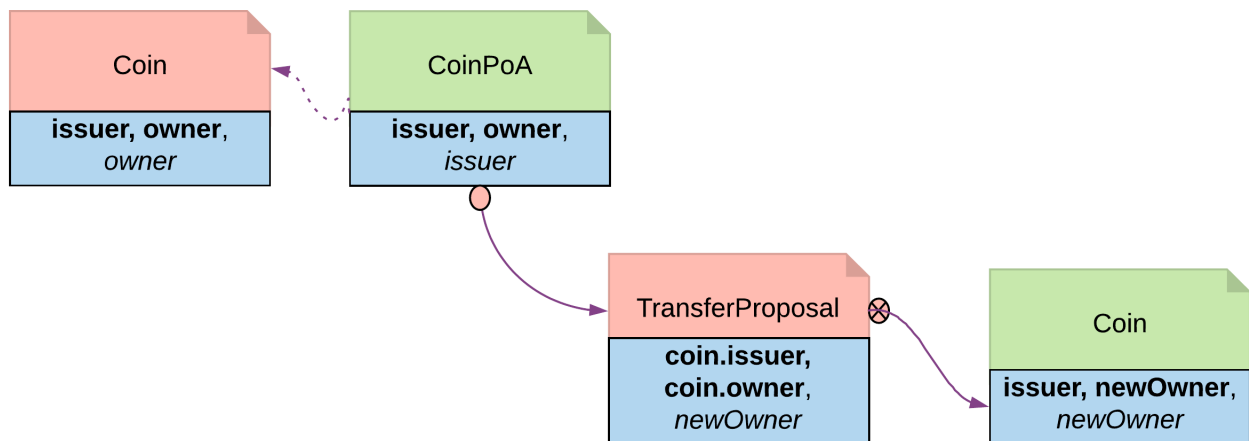 Coin
issuer, owner,
owner
CoinPoA
issuer, owner,
issuer
TransferProposal
coin.issuer,
coin.owner,
newOwner
Coin
issuer, newOwner,
newOwner